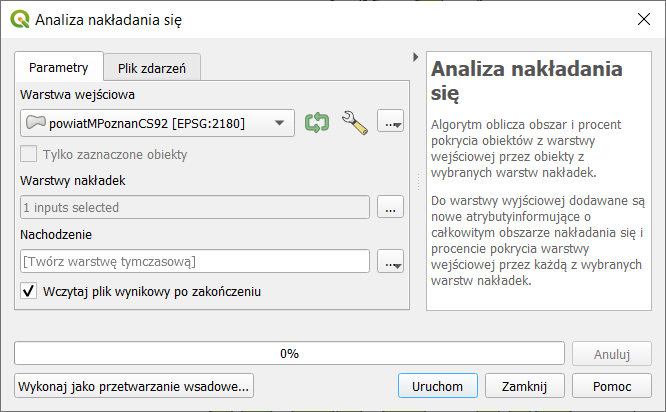 Analiza nakładania się
Parametry
Plik zdarzeń
Warstwa wejściowa
powiatMPoznanCS92 [EPSG:2180]
...
Tylko zaznaczone obiekty
Warstwy nakładek
1 inputs selected
...
Nachodzenie
[Twórz warstwę tymczasową]
...
Wczytaj plik wynikowy po zakończeniu
Analiza nakładania
się
Algorytm oblicza obszar i procent
pokrycia obiektów z warstwy
wejściowej przez obiekty z
wybranych warstw nakładek.
Do warstwy wyjściowej dodawane są
nowe atrybutyinformujące o
całkowitym obszarze nakładania się i
procencie pokrycia warstwy
wejściowej przez każdą z wybranych
warstw nakładek.
0%
Anuluj
Wykonaj jako przetwarzanie wsadowe...
Uruchom
Zamknij
Pomoc